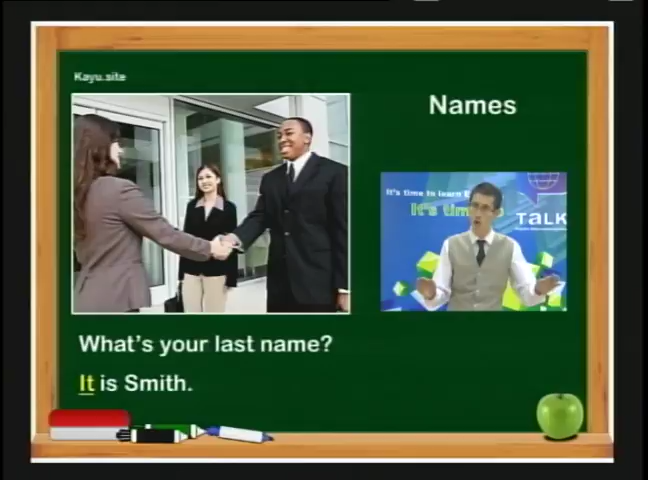 Kayu.site
Names
It's time to learn E
It's tim
TALK
What's your last name?
It is Smith.